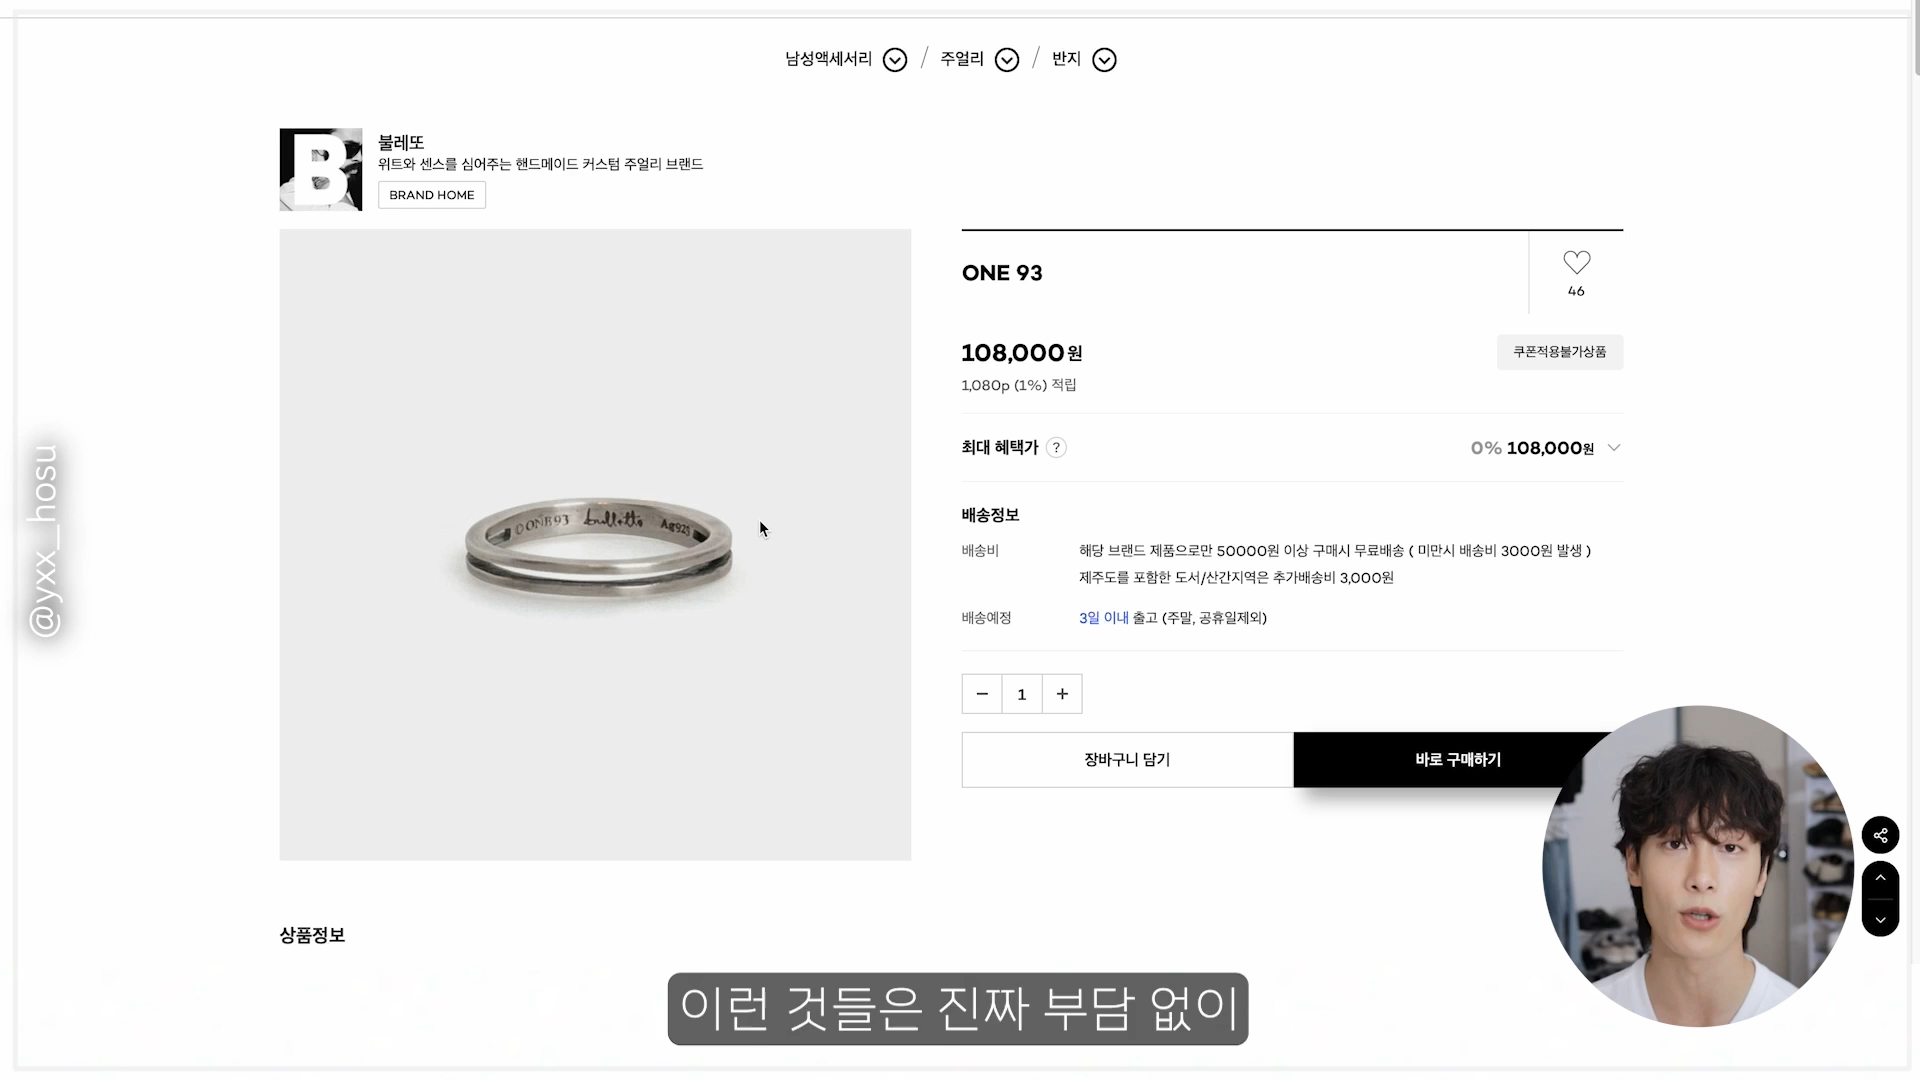 남성액세서리 / 주얼리 / 반지
B
불레또
위트와 센스를 심어주는 핸드메이드 커스텀 주얼리 브랜드
BRAND HOME
ONE 93
46
108,000원
쿠폰적용불가상품
1,080p (1%) 적립
최대 혜택가 ?
0% 108,000원
배송정보
배송비
해당 브랜드 제품으로만 50000원 이상 구매시 무료배송 ( 미만시 배송비 3000원 발생 )
제주도를 포함한 도서/산간지역은 추가배송비 3,000원
배송예정
3일 이내 출고 (주말, 공휴일제외)
©ONE93 bulletto Ag925
− 1 +
장바구니 담기
바로 구매하기
상품정보
@yxx__hosu
이런 것들은 진짜 부담 없이